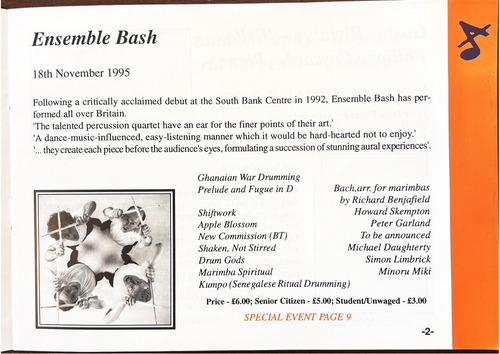 Ensemble Bash
18th November 1995
Following a critically acclaimed debut at the South Bank Centre in 1992, Ensemble Bash has per-
formed all over Britain.
'The talented percussion quartet have an ear for the finer points of their art.'
'A dance-music-influenced, easy-listening manner which it would be hard-hearted not to enjoy.'
'... they create each piece before the audience's eyes, formulating a succession of stunning aural experiences'.
Ghanaian War Drumming
Prelude and Fugue in D Bach,arr. for marimbas
by Richard Benjafield
Shiftwork Howard Skempton
Apple Blossom Peter Garland
New Commission (BT) To be announced
Shaken, Not Stirred Michael Daugherty
Drum Gods Simon Limbrick
Marimba Spiritual Minoru Miki
Kumpo (Senegalese Ritual Drumming)
Price - £6.00; Senior Citizen - £5.00; Student/Unwaged - £3.00
SPECIAL EVENT PAGE 9
-2-